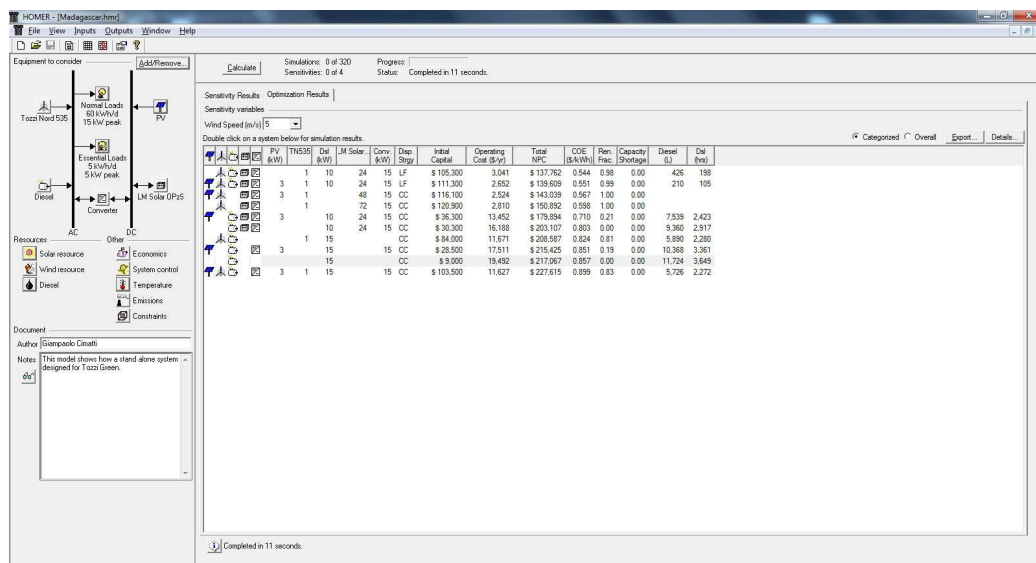 HOMER - [Madagascar.hmr]
File View Inputs Outputs Window Help
Equipment to consider Add/Remove...
Tozzi Nord 535
Normal Loads
60 kWh/d
15 kW peak
PV
Essential Loads
5 kWh/d
5 kW peak
Diesel
Converter
LM Solar OPzS
AC DC
Resources Other
Solar resource Economics
Wind resource System control
Diesel Temperature
Emissions
Constraints
Document
Author Giampaolo Cimatti
Notes This model shows how a stand alone system
designed for Tozzi Green.
Calculate
Simulations: 0 of 320 Progress:
Sensitivities: 0 of 4 Status: Completed in 11 seconds.
Sensitivity Results Optimization Results
Sensitivity variables
Wind Speed (m/s) 5
Double click on a system below for simulation results. Categorized Overall Export... Details...
PV (kW) TN535 Dsl (kW) .M Solar... Conv. (kW) Disp. Strgy Initial Capital Operating Cost ($/yr) Total NPC COE ($/kWh) Ren. Frac. Capacity Shortage Diesel (L) Dsl (hrs)
1 10 24 15 LF $ 105,300 3,041 $ 137,762 0.544 0.98 0.00 426 198
3 1 10 24 15 LF $ 111,300 2,652 $ 139,609 0.551 0.99 0.00 210 105
3 1 48 15 CC $ 116,100 2,524 $ 143,039 0.567 1.00 0.00
1 72 15 CC $ 120,900 2,810 $ 150,892 0.598 1.00 0.00
3 10 24 15 CC $ 36,300 13,452 $ 179,894 0.710 0.21 0.00 7,539 2,423
10 24 15 CC $ 30,300 16,188 $ 203,107 0.803 0.00 0.00 9,360 2,917
1 15 CC $ 84,000 11,671 $ 208,587 0.824 0.81 0.00 5,890 2,280
3 15 15 CC $ 28,500 17,511 $ 215,425 0.851 0.19 0.00 10,368 3,361
15 CC $ 9,000 19,492 $ 217,067 0.857 0.00 0.00 11,724 3,649
3 1 15 15 CC $ 103,500 11,627 $ 227,615 0.899 0.83 0.00 5,726 2,272
Completed in 11 seconds.